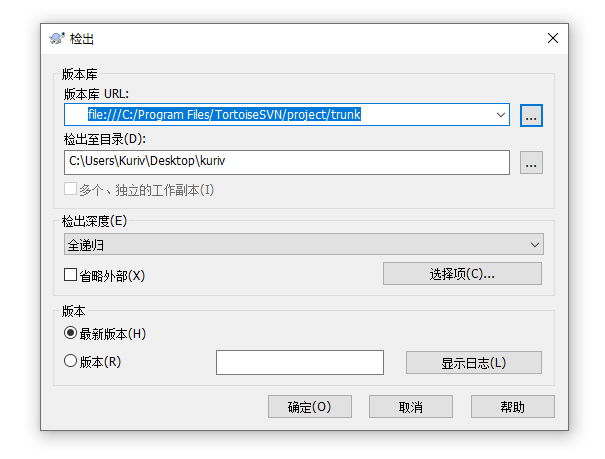 检出
版本库
版本库 URL:
file:///C:/Program Files/TortoiseSVN/project/trunk
...
检出至目录(D):
C:\Users\Kuriv\Desktop\kuriv
...
多个、独立的工作副本(I)
检出深度(E)
全递归
省略外部(X)
选择项(C)...
版本
最新版本(H)
版本(R)
显示日志(L)
确定(O)
取消
帮助